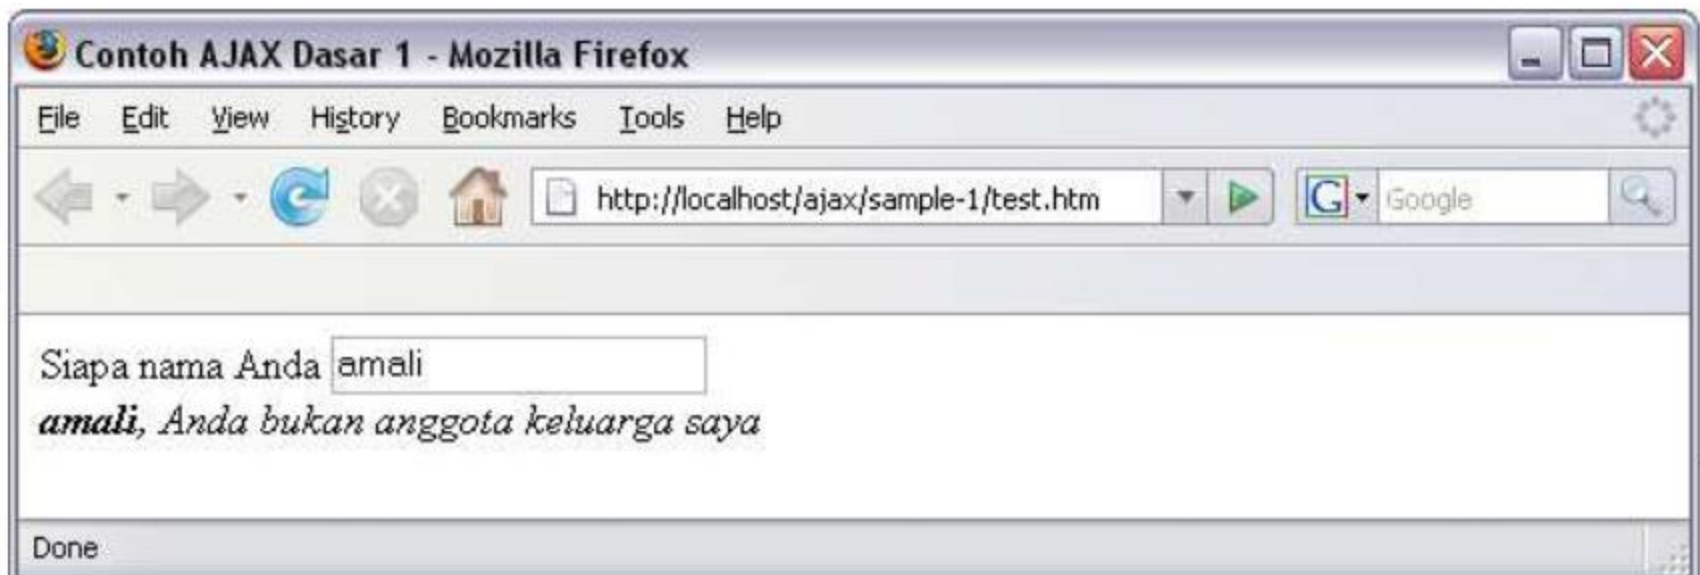 Contoh AJAX Dasar 1 - Mozilla Firefox
File Edit View History Bookmarks Tools Help
http://localhost/ajax/sample-1/test.htm G Google
Siapa nama Anda amali
amali, Anda bukan anggota keluarga saya
Done